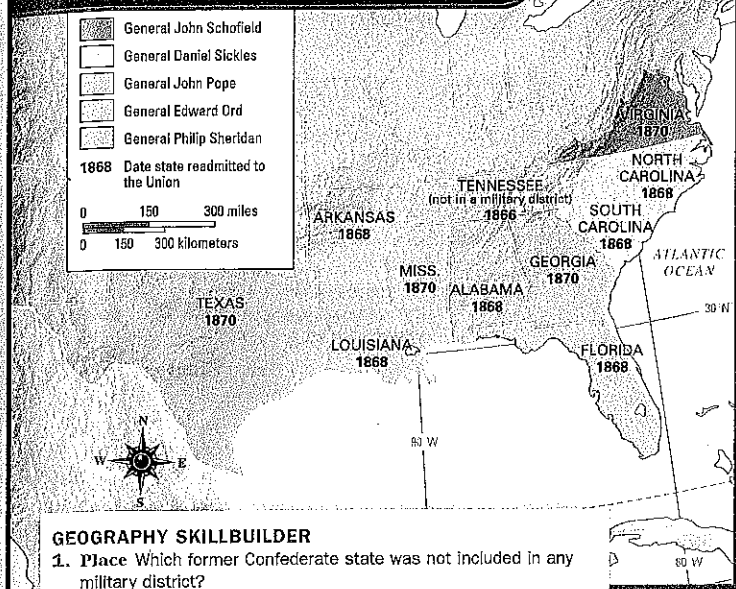 General John Schofield
General Daniel Sickles
General John Pope
General Edward Ord
General Philip Sheridan
1868 Date state readmitted to
the Union
0 150 300 miles
0 150 300 kilometers
VIRGINIA
1870
NORTH
CAROLINA
1868
TENNESSEE
(not in a military district)
1866
SOUTH
CAROLINA
1868
ARKANSAS
1868
ATLANTIC
OCEAN
GEORGIA
1870
MISS.
1870
ALABAMA
1868
TEXAS
1870
30°N
LOUISIANA
1868
FLORIDA
1868
N
W E
S
90 W
80 W
GEOGRAPHY SKILLBUILDER
1. Place Which former Confederate state was not included in any
military district?